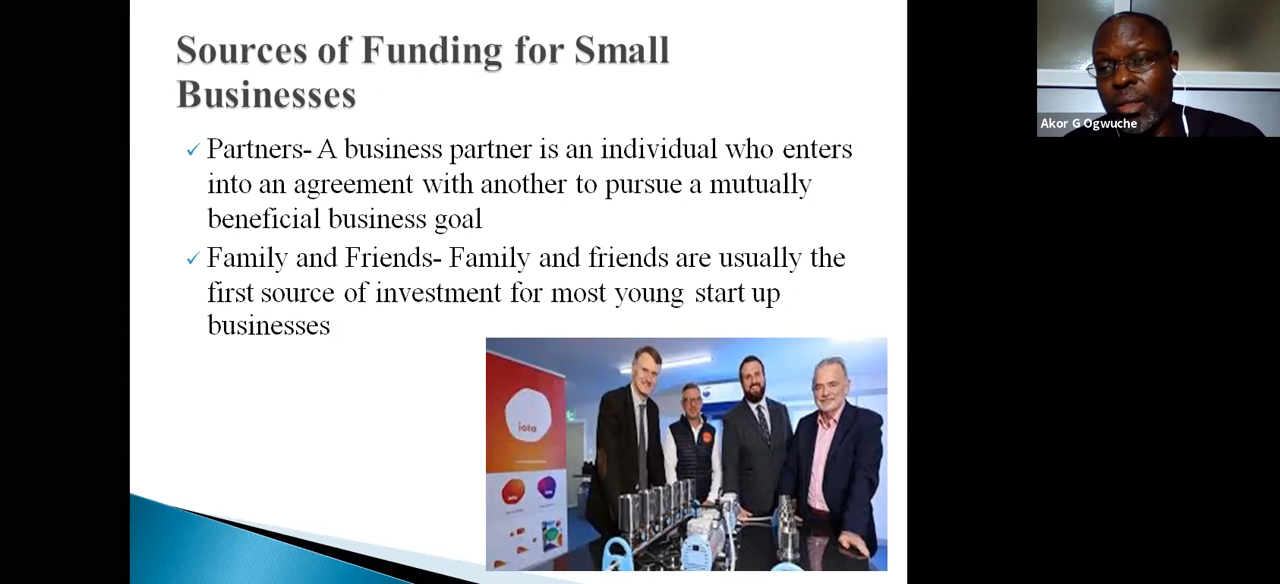 Sources of Funding for Small
Businesses
✓ Partners- A business partner is an individual who enters
into an agreement with another to pursue a mutually
beneficial business goal
✓ Family and Friends- Family and friends are usually the
first source of investment for most young start up
businesses
iota
Akor G Ogwuche